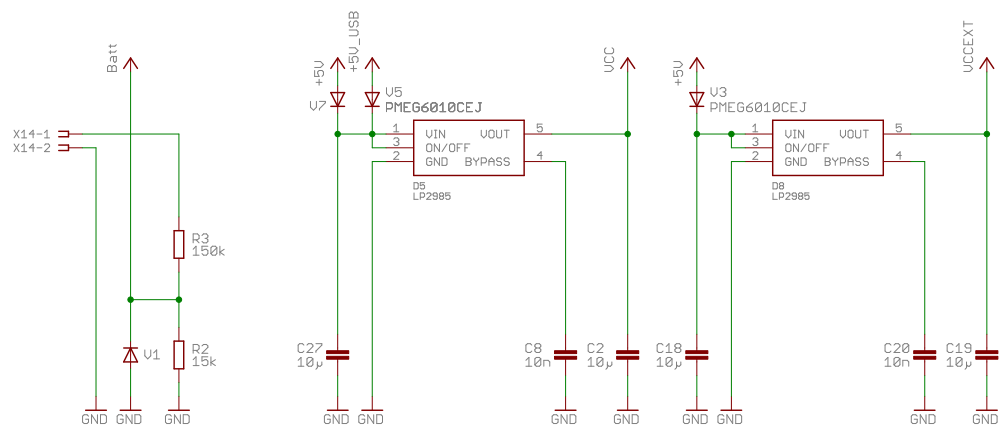 Batt
X14-1
X14-2
R3
150k
V1
R2
15k
GND
GND
GND
+5V
+5V_USB
V7
V5
PMEG6010CEJ
1
3
2
VIN
ON/OFF
GND
VOUT
BYPASS
5
4
D5
LP2985
VCC
C27
10µ
C8
10n
C2
10µ
GND
GND
GND
GND
+5V
V3
PMEG6010CEJ
1
3
2
VIN
ON/OFF
GND
VOUT
BYPASS
5
4
D8
LP2985
VCCEXT
C18
10µ
C20
10n
C19
10µ
GND
GND
GND
GND